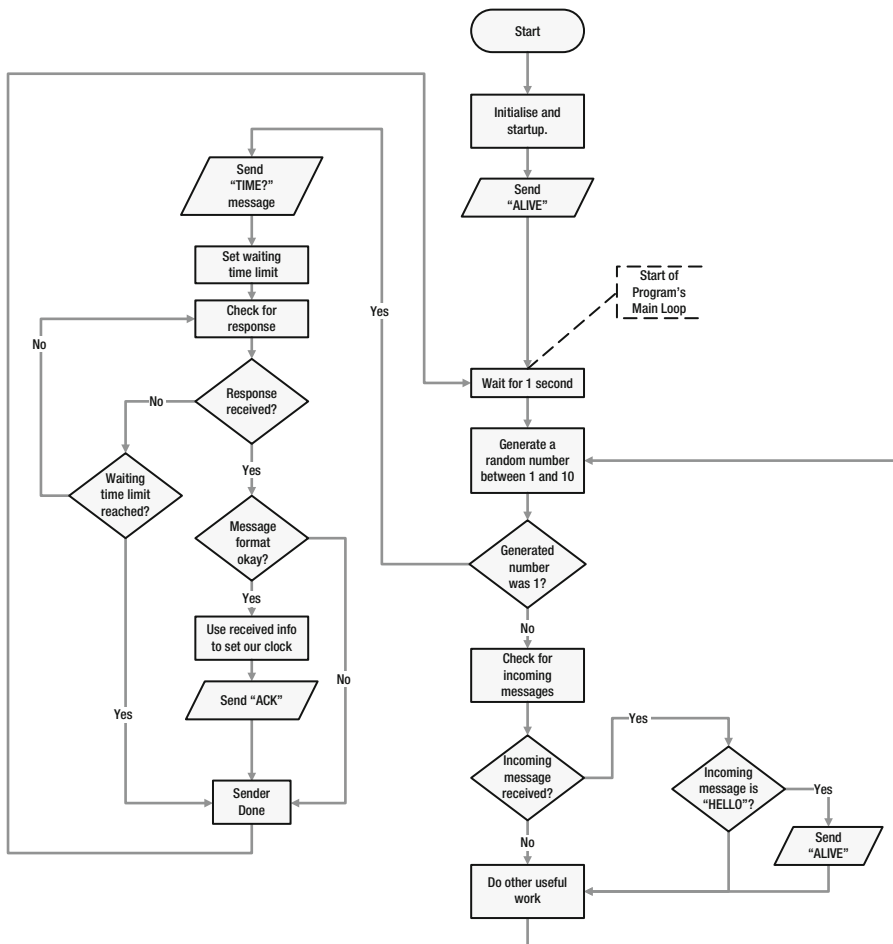 Start
Initialise and
startup.
Send
“ALIVE”
Start of
Program’s
Main Loop
Wait for 1 second
Generate a
random number
between 1 and 10
Generated
number
was 1?
Yes
No
Send
“TIME?”
message
Set waiting
time limit
Check for
response
Response
received?
No
Waiting
time limit
reached?
No
Yes
Yes
Message
format
okay?
Yes
No
Use received info
to set our clock
Send “ACK”
Sender
Done
Check for
incoming
messages
Incoming
message
received?
Yes
No
Incoming
message is
“HELLO”?
Yes
Send
“ALIVE”
Do other useful
work